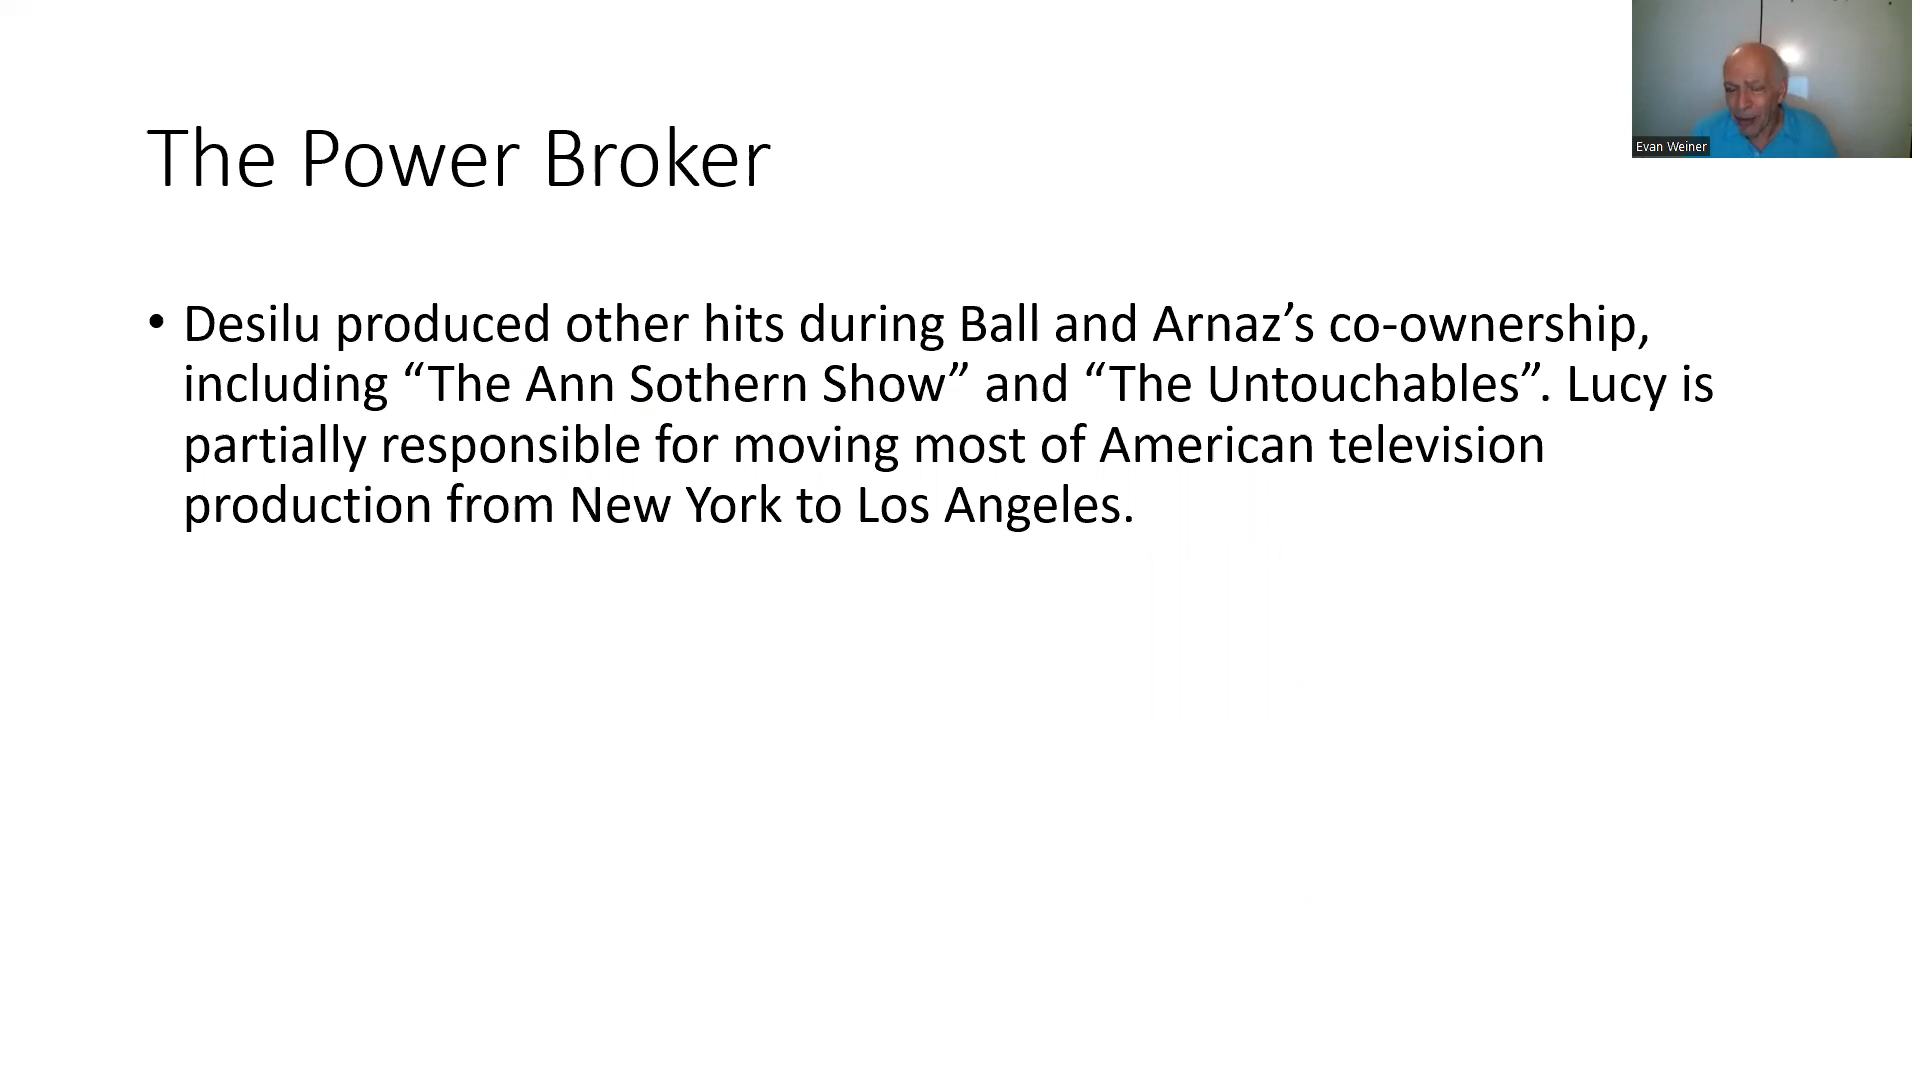 The Power Broker
Evan Weiner
• Desilu produced other hits during Ball and Arnaz’s co-ownership,
including “The Ann Sothern Show” and “The Untouchables”. Lucy is
partially responsible for moving most of American television
production from New York to Los Angeles.